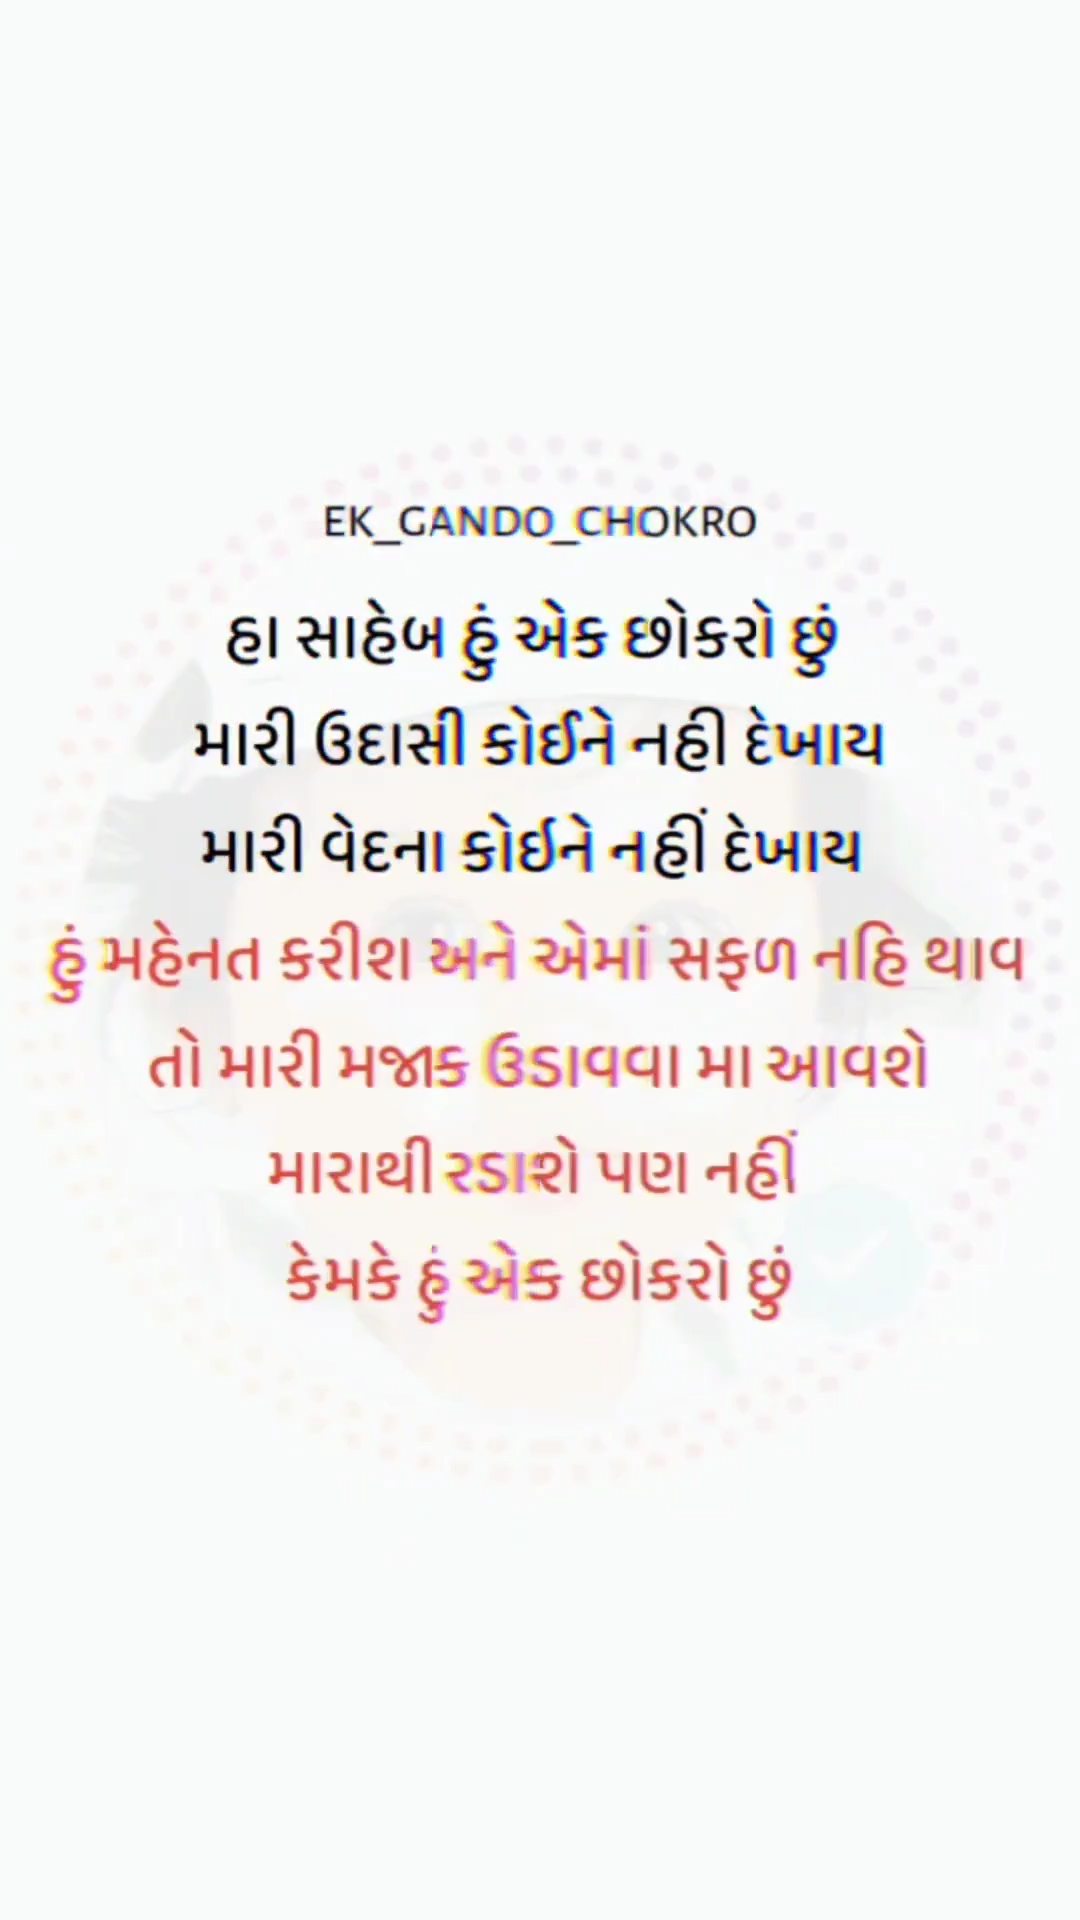 EK_GANDO_CHOKRO
હા સાહેબ હું એક છોકરો છું
મારી ઉદાસી કોઈને નહી દેખાય
મારી વેદના કોઇને નહીં દેખાય
હું મહેનત કરીશ અને એમાં સફળ નહિ થાવ
તો મારી મજાક ઉડાવવા મા આવશે
મારાથી રડાશે પણ નહીં
કેમકે હું એક છોકરો છું